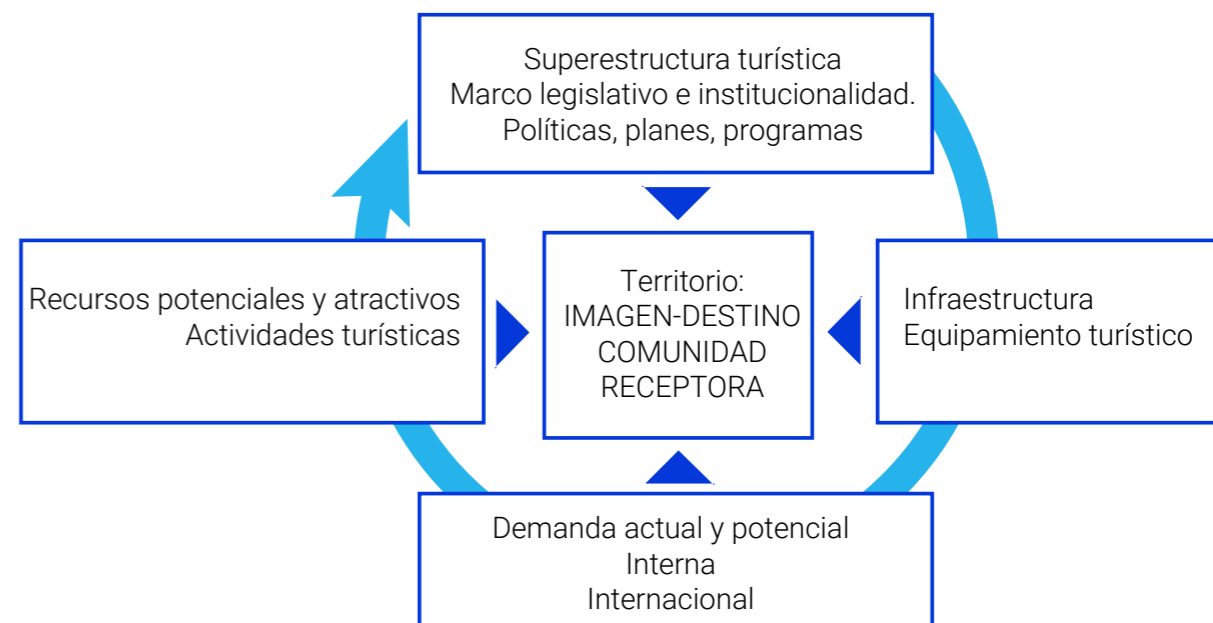 Superestructura turística
Marco legislativo e institucionalidad.
Políticas, planes, programas
Recursos potenciales y atractivos
Actividades turísticas
Territorio:
IMAGEN-DESTINO
COMUNIDAD
RECEPTORA
Infraestructura
Equipamiento turístico
Demanda actual y potencial
Interna
Internacional